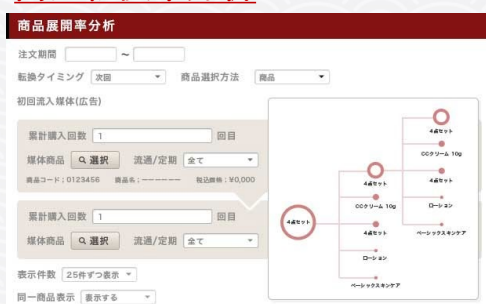 商品展開率分析
注文期間 ~
転換タイミング 次回 商品選択方法 商品
初回流入媒体(広告)
累計購入回数 1 回目
媒体商品 選択 流通/定期 全て
商品コード:0123456 商品名:ーーーーーー 税込価格:¥0,000
累計購入回数 1 回目
媒体商品 選択 流通/定期 全て
表示件数 25件ずつ表示
同一商品表示 表示する
4点セット
4点セット
CCクリーム 10g
4点セット
ローション
ベーシックスキンケア
4点セット
CCクリーム 10g
4点セット
ローション
ベーシックスキンケア